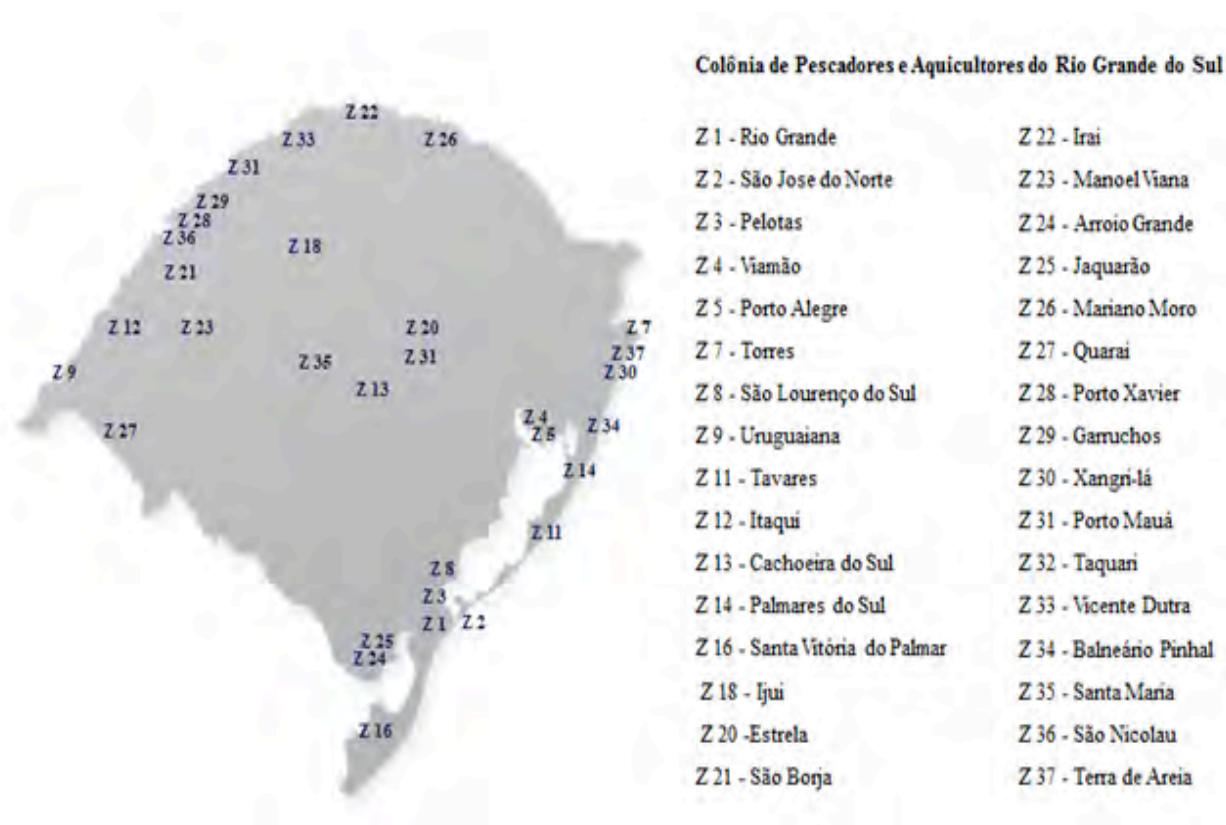 Colônia de Pescadores e Aquicultores do Rio Grande do Sul
Z 22
Z 33
Z 26
Z 31
Z 29
Z 28
Z 36
Z 18
Z 21
Z 12
Z 23
Z 20
Z 7
Z 35
Z 31
Z 37
Z 9
Z 30
Z 13
Z 27
Z 4
Z 5
Z 34
Z 14
Z 11
Z 8
Z 3
Z 1
Z 2
Z 25
Z 24
Z 16
Z 1 - Rio Grande
Z 2 - São Jose do Norte
Z 3 - Pelotas
Z 4 - Viamão
Z 5 - Porto Alegre
Z 7 - Torres
Z 8 - São Lourenço do Sul
Z 9 - Uruguaiana
Z 11 - Tavares
Z 12 - Itaqui
Z 13 - Cachoeira do Sul
Z 14 - Palmares do Sul
Z 16 - Santa Vitória do Palmar
Z 18 - Ijui
Z 20 -Estrela
Z 21 - São Borja
Z 22 - Irai
Z 23 - Manoel Viana
Z 24 - Arroio Grande
Z 25 - Jaquarão
Z 26 - Mariano Moro
Z 27 - Quarai
Z 28 - Porto Xavier
Z 29 - Garruchos
Z 30 - Xangri-lá
Z 31 - Porto Mauá
Z 32 - Taquari
Z 33 - Vicente Dutra
Z 34 - Balneário Pinhal
Z 35 - Santa Maria
Z 36 - São Nicolau
Z 37 - Terra de Areia